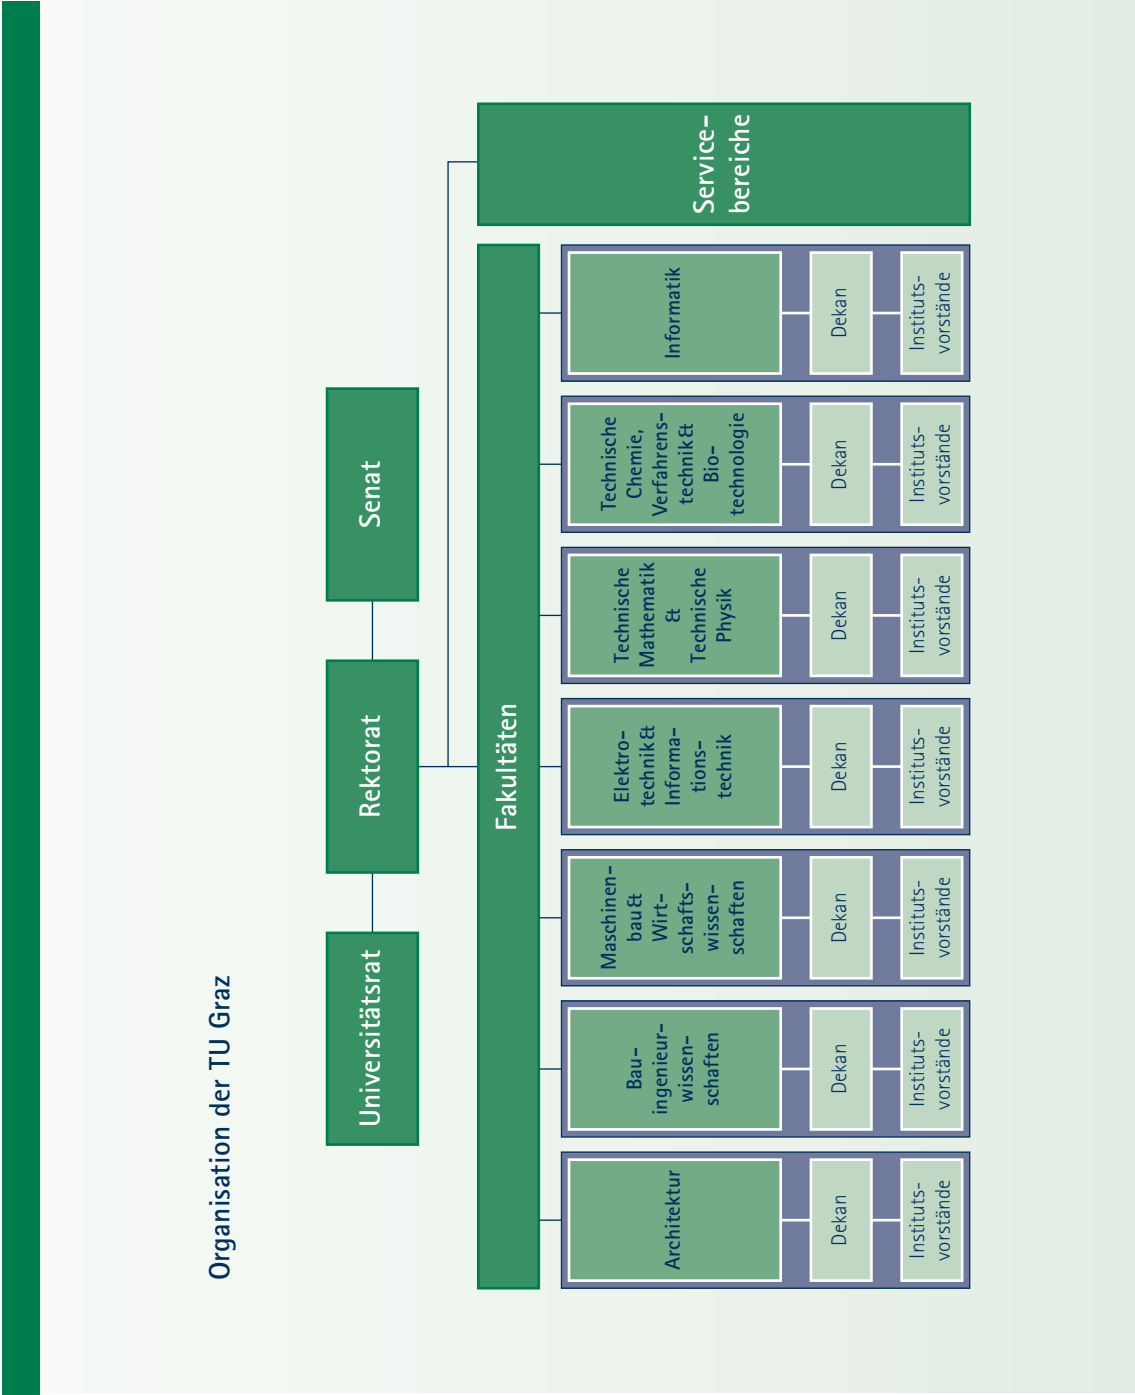 Organisation der TU Graz
Universitätsrat
Rektorat
Senat
Fakultäten
Service-
bereiche
Architektur
Dekan
Instituts-
vorstände
Bau-
ingenieur-
wissen-
schaften
Dekan
Instituts-
vorstände
Maschinen-
bau &
Wirt-
schafts-
wissen-
schaften
Dekan
Instituts-
vorstände
Elektro-
technik &
Informa-
tions-
technik
Dekan
Instituts-
vorstände
Technische
Mathematik
&
Technische
Physik
Dekan
Instituts-
vorstände
Technische
Chemie,
Verfahrens-
technik &
Bio-
technologie
Dekan
Instituts-
vorstände
Informatik
Dekan
Instituts-
vorstände